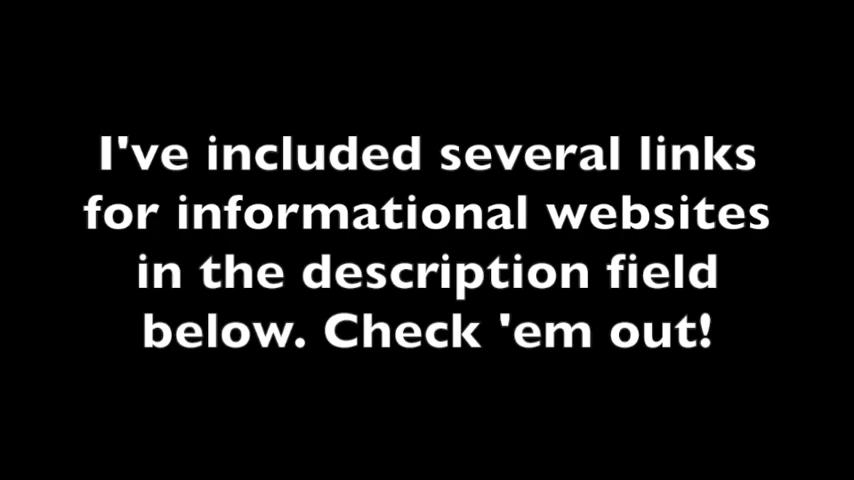 I've included several links
for informational websites
in the description field
below. Check 'em out!